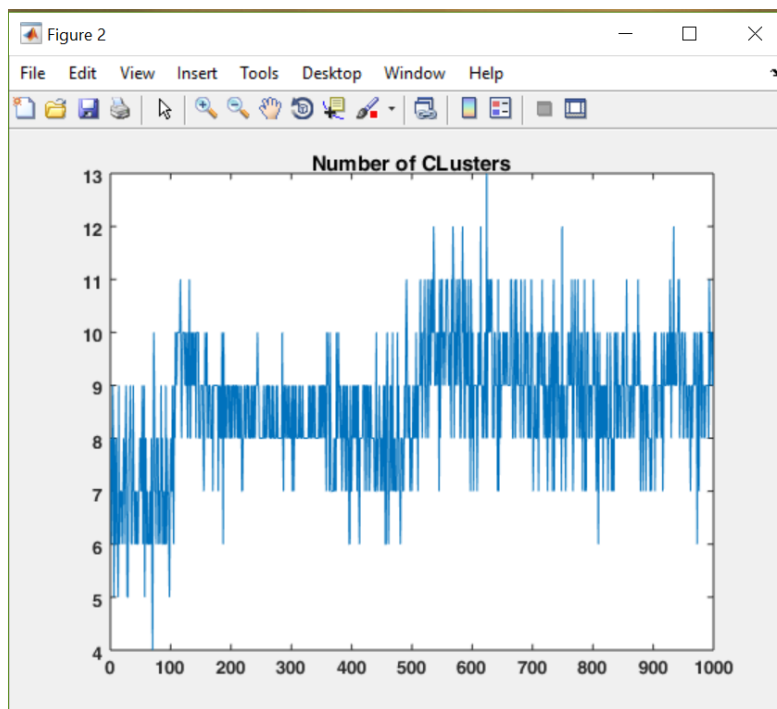 Figure 2
File Edit View Insert Tools Desktop Window Help
Number of CLusters
13
12
11
10
9
8
7
6
5
4
0 100 200 300 400 500 600 700 800 900 1000